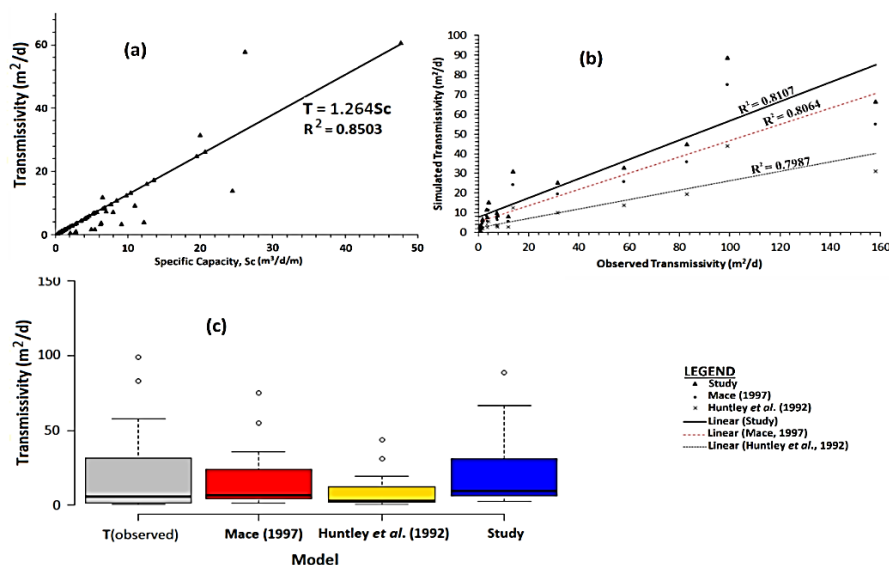 (a)
Transmissivity (m²/d)
60
40
20
0
0 10 20 30 40 50
T = 1.264Sc
R² = 0.8503
Specific Capacity, Sc (m³/d/m)
(b)
Simulated Transmissivity (m²/d)
100
90
80
70
60
50
40
30
20
10
0
0 20 40 60 80 100 120 140 160
R² = 0.8107
R² = 0.8064
R² = 0.7987
Observed Transmissivity (m²/d)
(c)
Transmissivity (m²/d)
150
100
50
0
T(observed) Mace (1997) Huntley et al. (1992) Study
Model
LEGEND
Study
Mace (1997)
Huntley et al. (1992)
Linear (Study)
Linear (Mace, 1997)
Linear (Huntley et al., 1992)